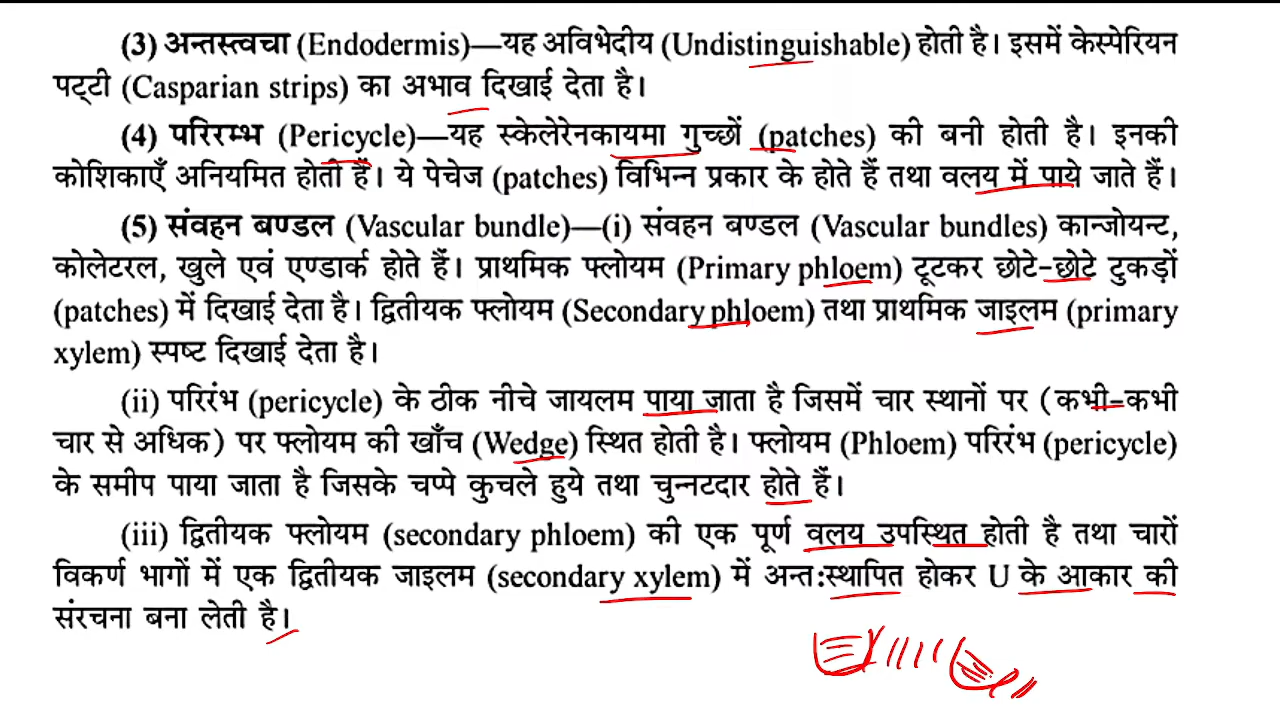 (3) अन्तस्त्वचा (Endodermis)—यह अविभेदीय (Undistinguishable) होती है। इसमें केस्पेरियन
पट्टी (Casparian strips) का अभाव दिखाई देता है।
(4) परिरम्भ (Pericycle)—यह स्केलेरेनकायमा गुच्छों (patches) की बनी होती है। इनकी
कोशिकाएँ अनियमित होती हैं। ये पेचेज (patches) विभिन्न प्रकार के होते हैं तथा वलय में पाये जाते हैं।
(5) संवहन बण्डल (Vascular bundle)—(i) संवहन बण्डल (Vascular bundles) कान्जोयन्ट,
कोलेटरल, खुले एवं एण्डार्क होते हैं। प्राथमिक फ्लोयम (Primary phloem) टूटकर छोटे-छोटे टुकड़ों
(patches) में दिखाई देता है। द्वितीयक फ्लोयम (Secondary phloem) तथा प्राथमिक जाइलम (primary
xylem) स्पष्ट दिखाई देता है।
(ii) परिरंभ (pericycle) के ठीक नीचे जायलम पाया जाता है जिसमें चार स्थानों पर (कभी-कभी
चार से अधिक) पर फ्लोयम की खाँच (Wedge) स्थित होती है। फ्लोयम (Phloem) परिरंभ (pericycle)
के समीप पाया जाता है जिसके चप्पे कुचले हुये तथा चुन्नटदार होते हैं।
(iii) द्वितीयक फ्लोयम (secondary phloem) की एक पूर्ण वलय उपस्थित होती है तथा चारों
विकर्ण भागों में एक द्वितीयक जाइलम (secondary xylem) में अन्त:स्थापित होकर U के आकार की
संरचना बना लेती है।